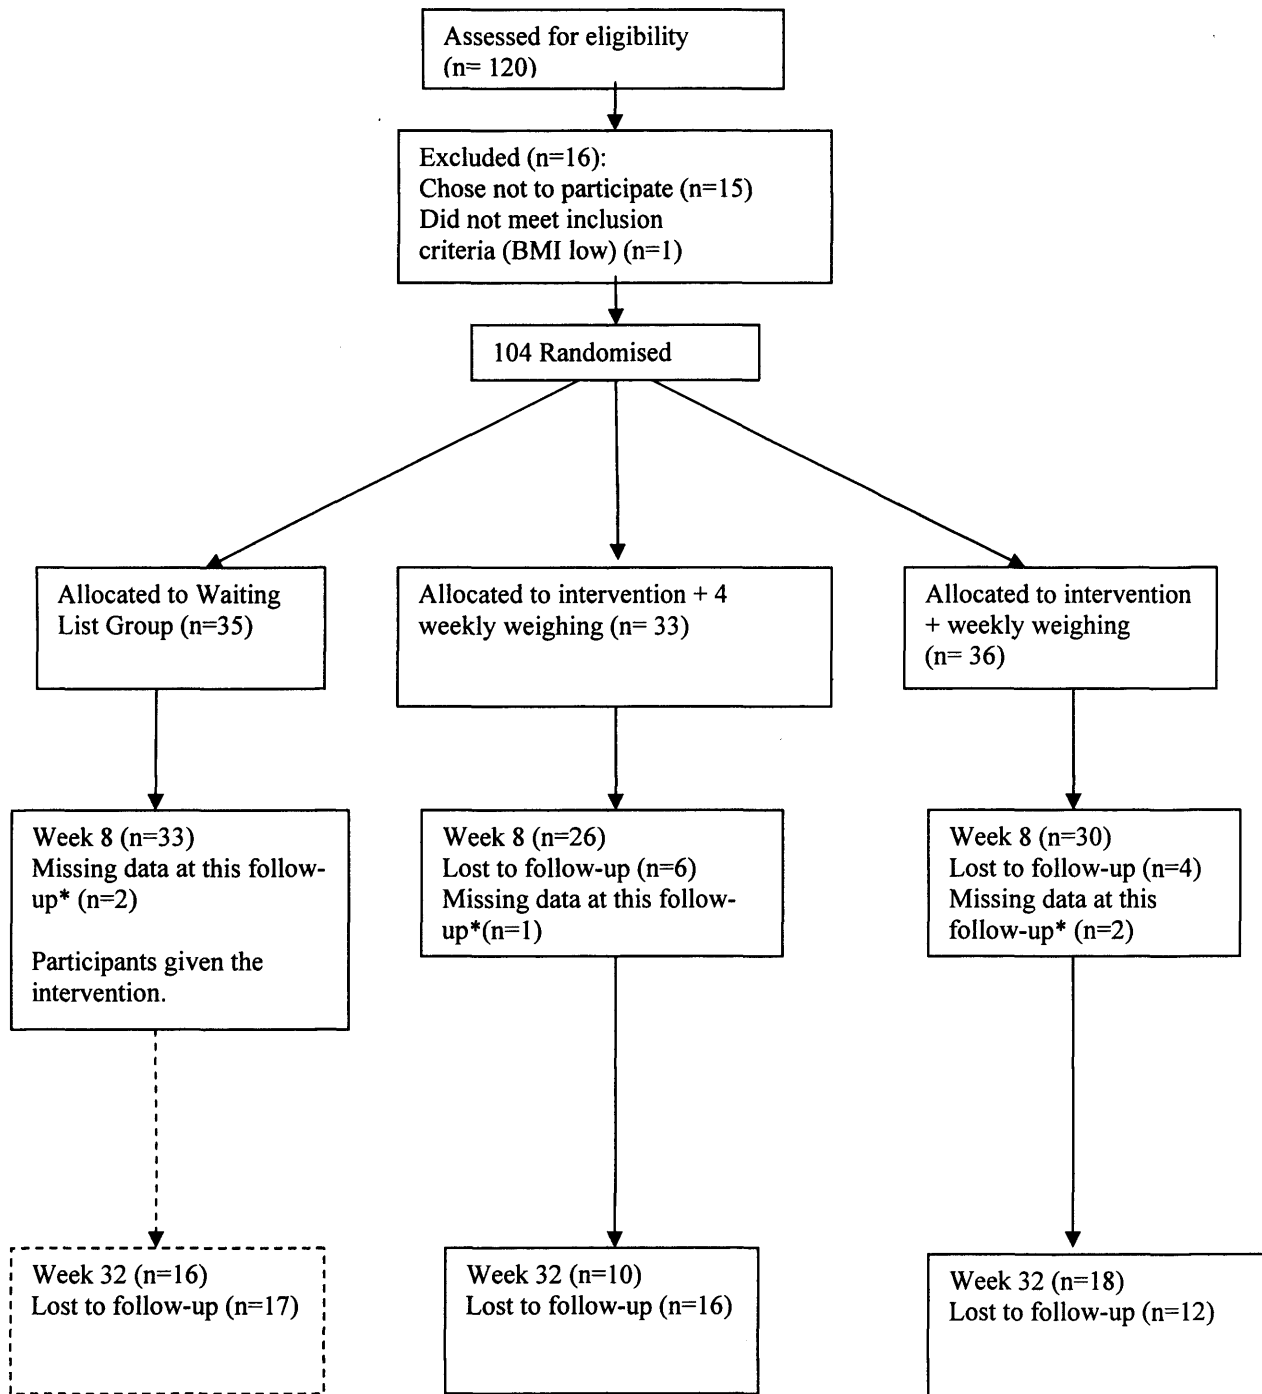 Assessed for eligibility
(n= 120)
Excluded (n=16):
Chose not to participate (n=15)
Did not meet inclusion
criteria (BMI low) (n=1)
104 Randomised
Allocated to Waiting
List Group (n=35)
Allocated to intervention + 4
weekly weighing (n= 33)
Allocated to intervention
+ weekly weighing
(n= 36)
Week 8 (n=33)
Missing data at this follow-
up* (n=2)
Participants given the
intervention.
Week 8 (n=26)
Lost to follow-up (n=6)
Missing data at this follow-
up*(n=1)
Week 8 (n=30)
Lost to follow-up (n=4)
Missing data at this
follow-up* (n=2)
Week 32 (n=16)
Lost to follow-up (n=17)
Week 32 (n=10)
Lost to follow-up (n=16)
Week 32 (n=18)
Lost to follow-up (n=12)